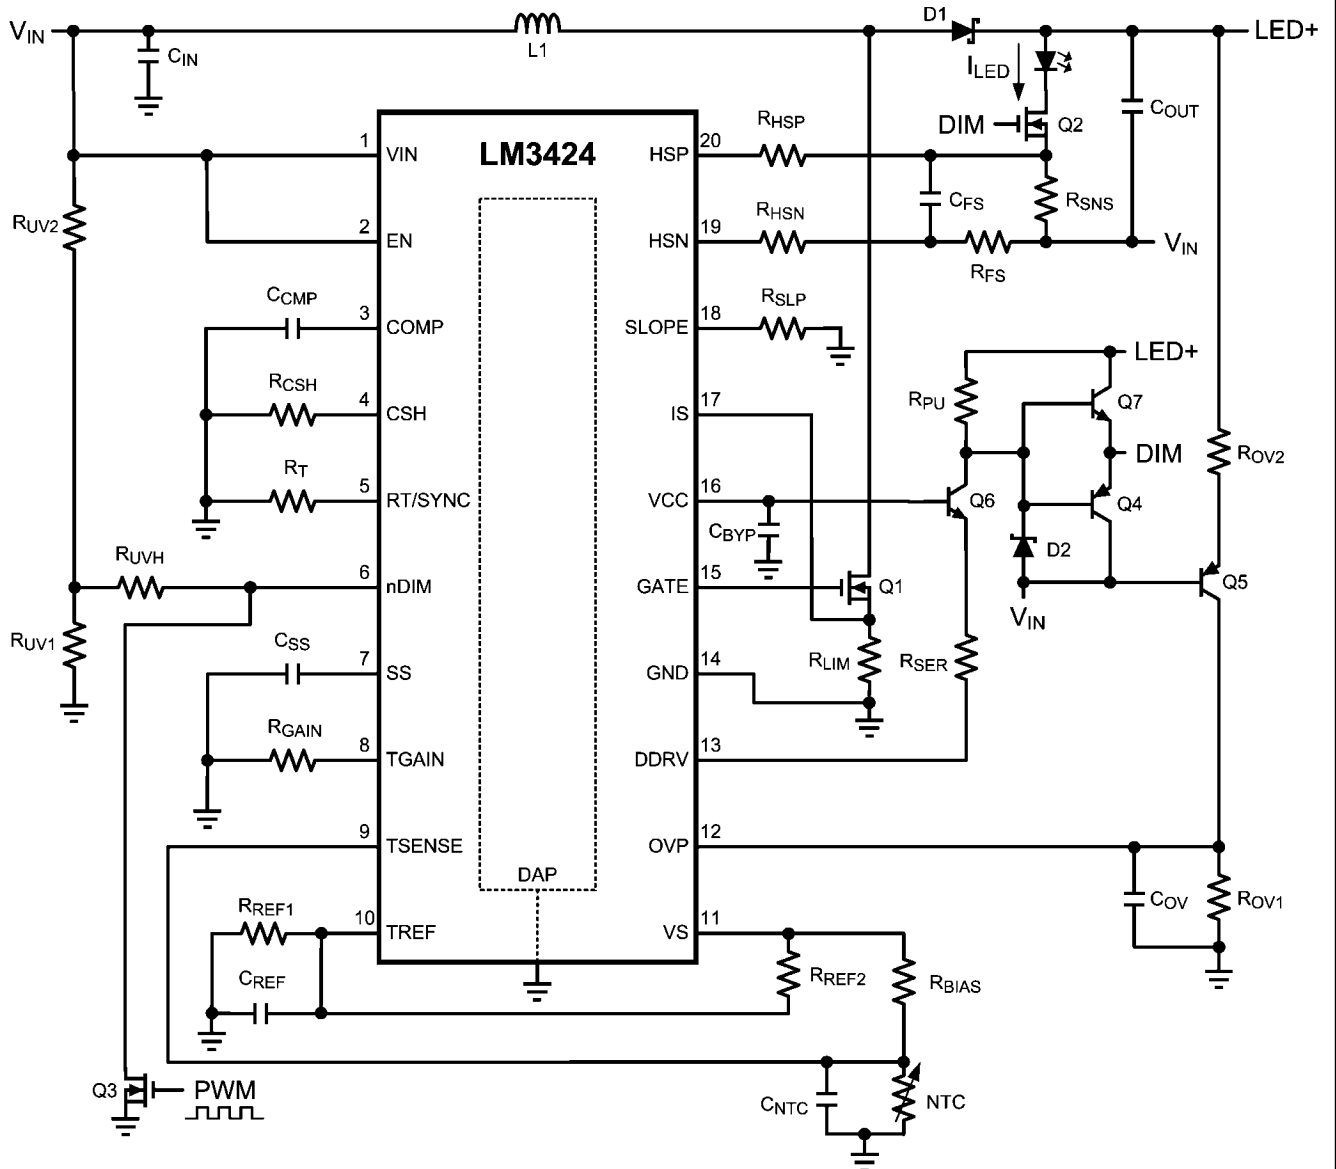 VIN
CIN
L1
D1
LED+
ILED
COUT
DIM
Q2
LM3424
1
VIN
20
HSP
RHSP
CFS
RSNS
RUV2
2
EN
19
HSN
RHSN
RFS
VIN
CCMP
3
COMP
18
SLOPE
RSLP
RCSH
4
CSH
17
IS
LED+
RPU
Q7
DIM
ROV2
RT
5
RT/SYNC
16
VCC
CBYP
Q6
Q4
D2
VIN
Q5
RUVH
6
nDIM
15
GATE
Q1
RUV1
CSS
7
SS
14
GND
RLIM
RSER
RGAIN
8
TGAIN
13
DDRV
9
TSENSE
12
OVP
DAP
COV
ROV1
RREF1
10
TREF
11
VS
CREF
RREF2
RBIAS
Q3
PWM
CNTC
NTC